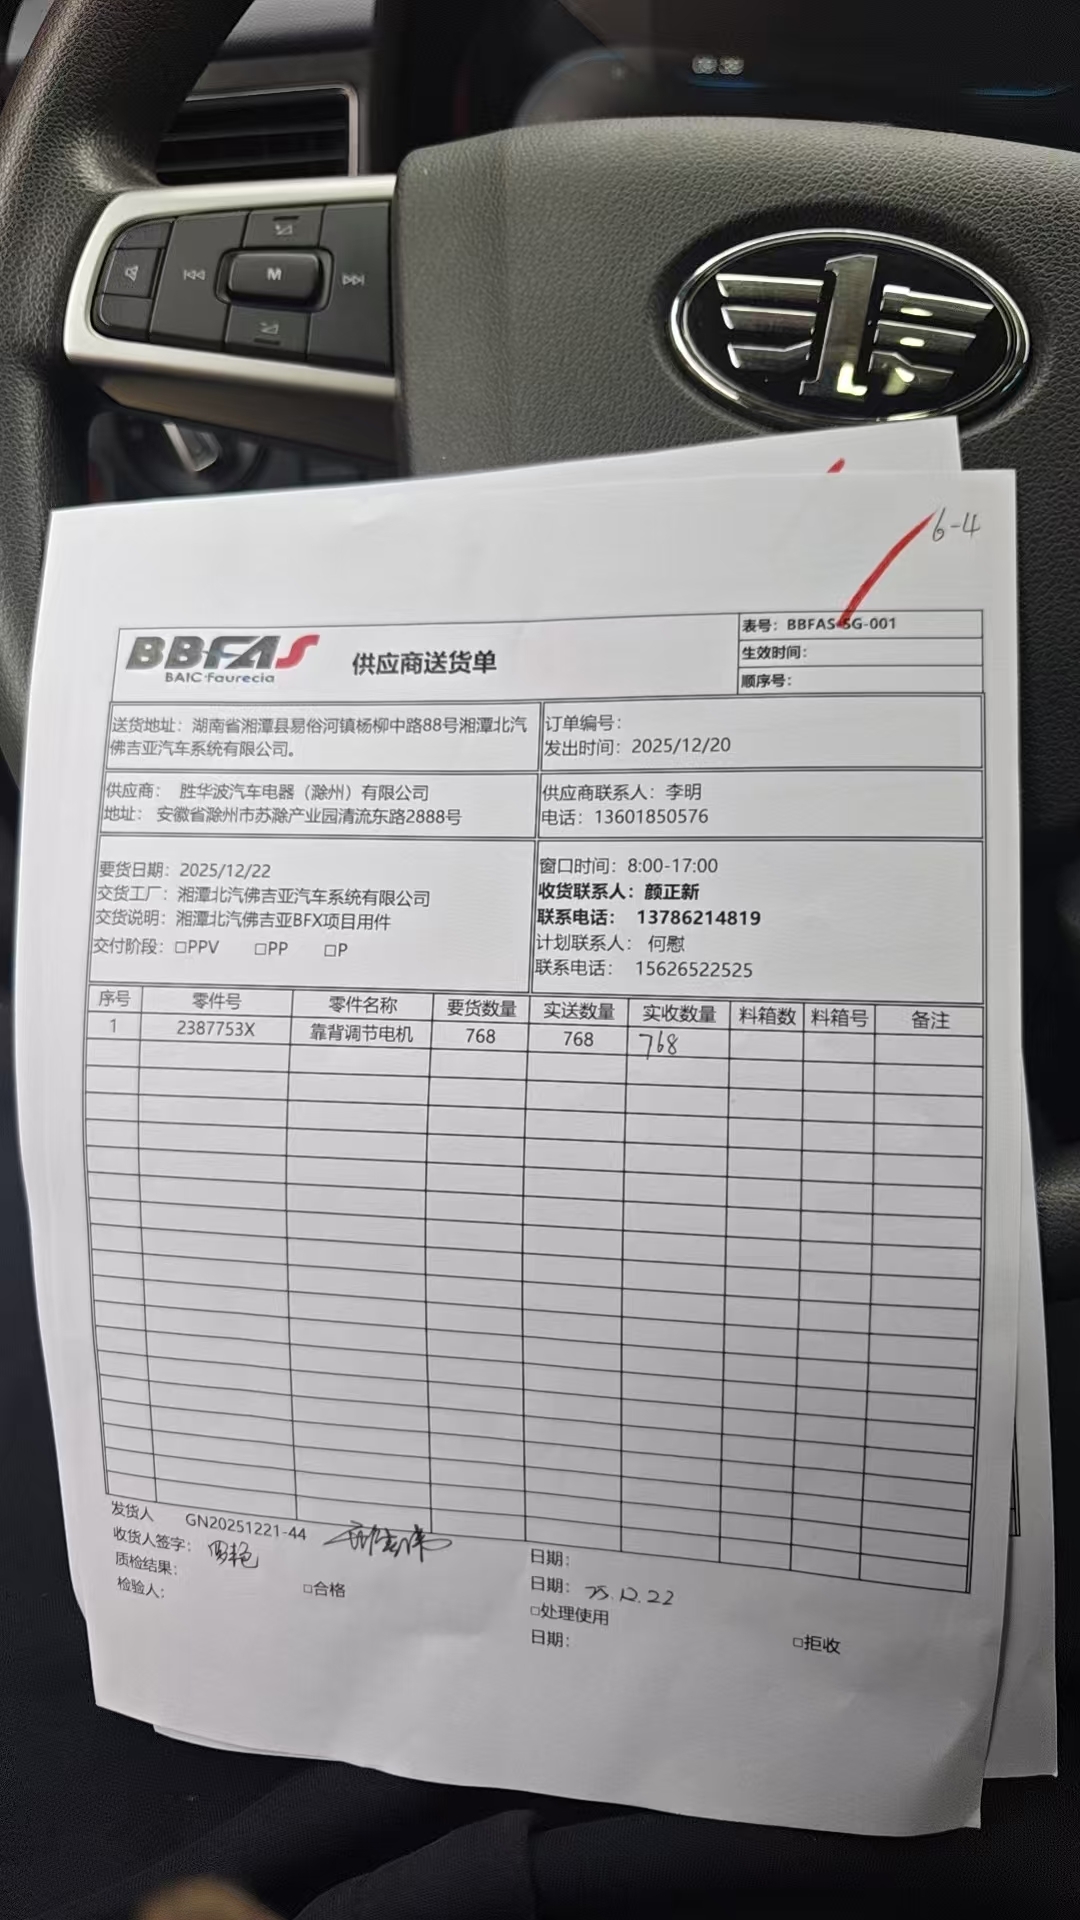 M
6-4
BBFAS
BAIC·faurecia
供应商送货单
表号：BBFAS-SG-001
生效时间：
顺序号：
送货地址：湖南省湘潭县易俗河镇杨柳中路88号湘潭北汽
佛吉亚汽车系统有限公司。
订单编号：
发出时间：2025/12/20
供应商： 胜华波汽车电器（滁州）有限公司
地址： 安徽省滁州市苏滁产业园清流东路2888号
供应商联系人：李明
电话：13601850576
要货日期：2025/12/22
交货工厂：湘潭北汽佛吉亚汽车系统有限公司
交货说明：湘潭北汽佛吉亚BFX项目用件
交付阶段：□PPV □PP □P
窗口时间：8:00-17:00
收货联系人：颜正新
联系电话： 13786214819
计划联系人： 何慰
联系电话： 15626522525
序号 零件号 零件名称 要货数量 实送数量 实收数量 料箱数 料箱号 备注
1 2387753X 靠背调节电机 768 768 768
发货人 GN20251221-44
日期：
收货人签字：
日期：25.12.22
质检结果： □合格 □处理使用 □拒收
检验人：
日期：